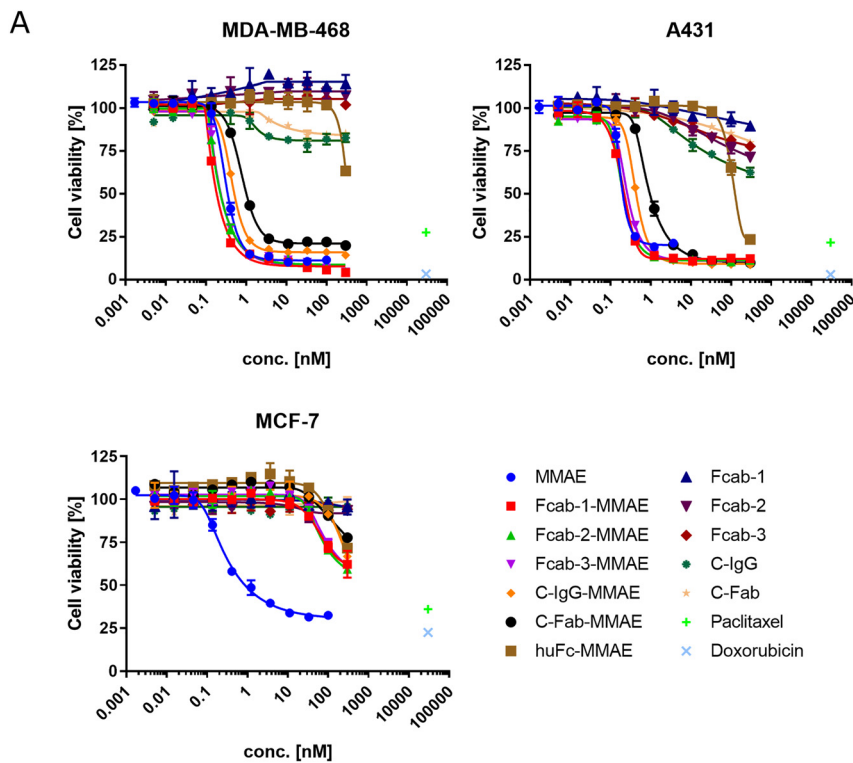 A
MDA-MB-468
A431
125
100
75
50
25
0
Cell viability [%]
0.001 0.01 0.1 1 10 100 1000 10000 100000
conc. [nM]
125
100
75
50
25
0
Cell viability [%]
0.001 0.01 0.1 1 10 100 1000 10000 100000
conc. [nM]
MCF-7
125
100
75
50
25
0
Cell viability [%]
0.001 0.01 0.1 1 10 100 1000 10000 100000
conc. [nM]
MMAE
Fcab-1-MMAE
Fcab-2-MMAE
Fcab-3-MMAE
C-IgG-MMAE
C-Fab-MMAE
huFc-MMAE
Fcab-1
Fcab-2
Fcab-3
C-IgG
C-Fab
Paclitaxel
Doxorubicin